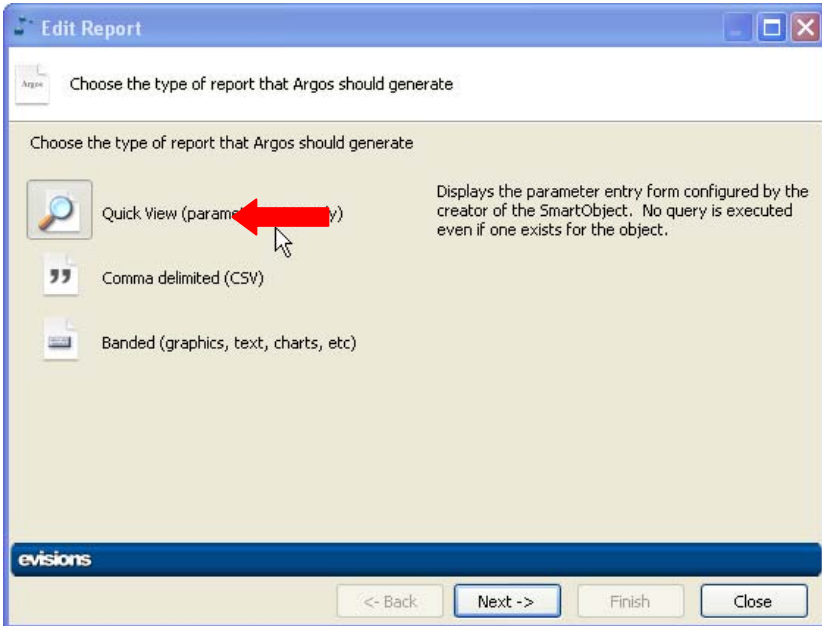 Edit Report
Argos
Choose the type of report that Argos should generate
Choose the type of report that Argos should generate
Quick View (parame y)
Displays the parameter entry form configured by the
creator of the SmartObject. No query is executed
even if one exists for the object.
Comma delimited (CSV)
Banded (graphics, text, charts, etc)
evisions
<- Back
Next ->
Finish
Close